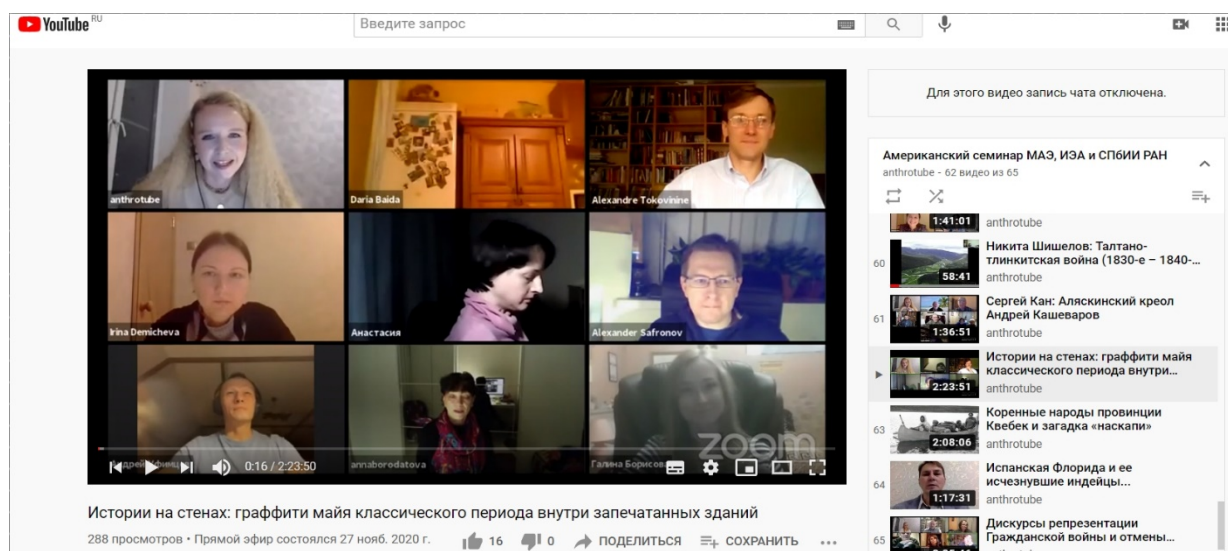 YouTube RU
Введите запрос
Для этого видео запись чата отключена.
anthrotube
Daria Baida
Alexandre Tokovinine
Irina Demicheva
Анастасия
Alexander Safronov
annaborodatova
Галина Борисов
zoom
0:16 / 2:23:50
Истории на стенах: граффити майя классического периода внутри запечатанных зданий
288 просмотров • Прямой эфир состоялся 27 нояб. 2020 г.
16
0
ПОДЕЛИТЬСЯ
СОХРАНИТЬ
Американский семинар МАЭ, ИЭА и СПбИИ РАН
anthrotube - 62 видео из 65
1:41:01
anthrotube
60
58:41
Никита Шишелов: Талтано-
тлинкитская война (1830-е – 1840-...
anthrotube
61
1:36:51
Сергей Кан: Аляскинский креол
Андрей Кашеваров
anthrotube
2:23:51
Истории на стенах: граффити майя
классического периода внутри...
anthrotube
63
2:08:06
Коренные народы провинции
Квебек и загадка «наскапи»
anthrotube
64
1:17:31
Испанская Флорида и ее
исчезнувшие индейцы...
anthrotube
65
Дискурсы репрезентации
Гражданской войны и отмены...
anthrotube